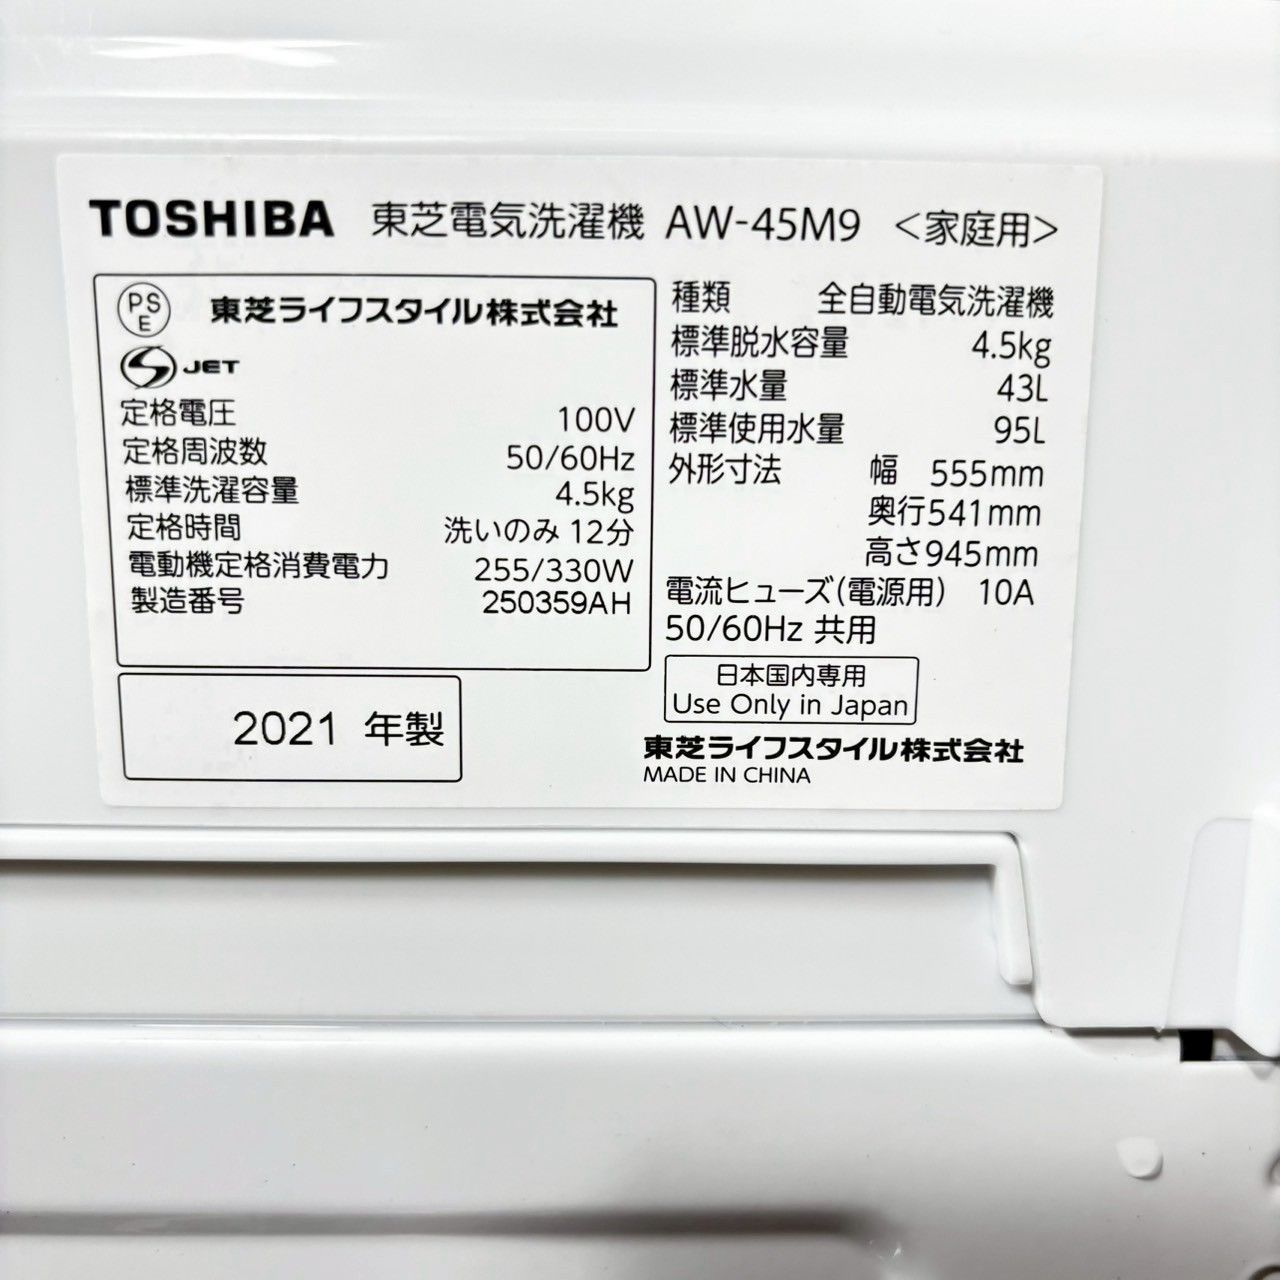 TOSHIBA 東芝電気洗濯機 AW-45M9 <家庭用>
PSE 東芝ライフスタイル株式会社
S JET
定格電圧 100V
定格周波数 50/60Hz
標準洗濯容量 4.5kg
定格時間 洗いのみ 12分
電動機定格消費電力 255/330W
製造番号 250359AH
2021 年製
種類 全自動電気洗濯機
標準脱水容量 4.5kg
標準水量 43L
標準使用水量 95L
外形寸法 幅 555mm
奥行541mm
高さ945mm
電流ヒューズ(電源用) 10A
50/60Hz 共用
日本国内専用
Use Only in Japan
東芝ライフスタイル株式会社
MADE IN CHINA